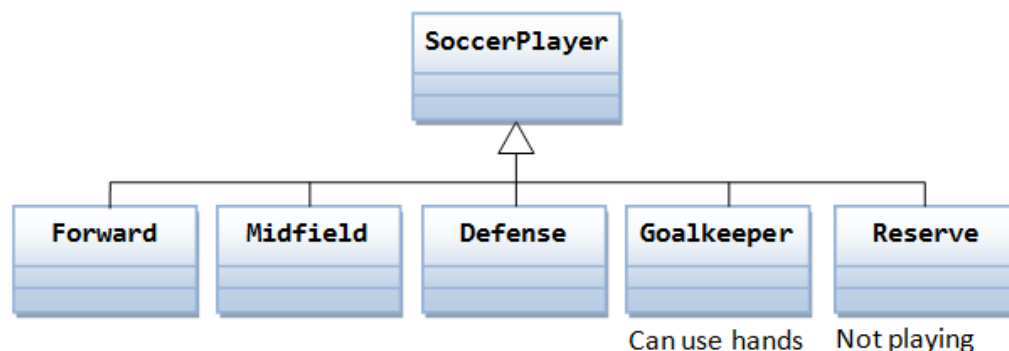 SoccerPlayer
Forward Midfield Defense Goalkeeper Reserve
Can use hands Not playing